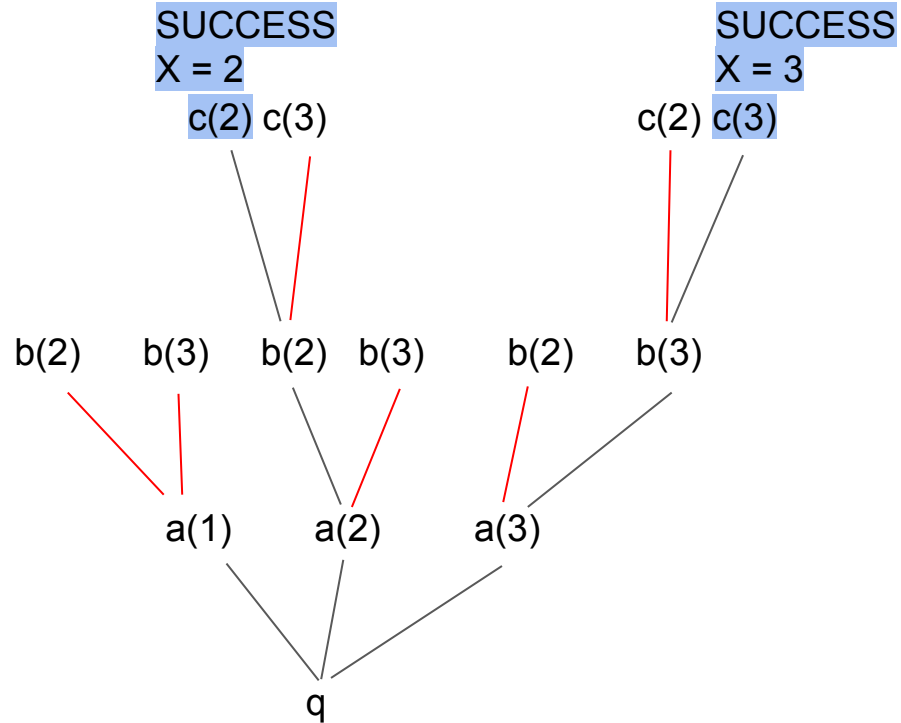 SUCCESS SUCCESS
X = 2 X = 3
c(2) c(3) c(2) c(3)
b(2) b(3) b(2) b(3) b(2) b(3)
a(1) a(2) a(3)
q